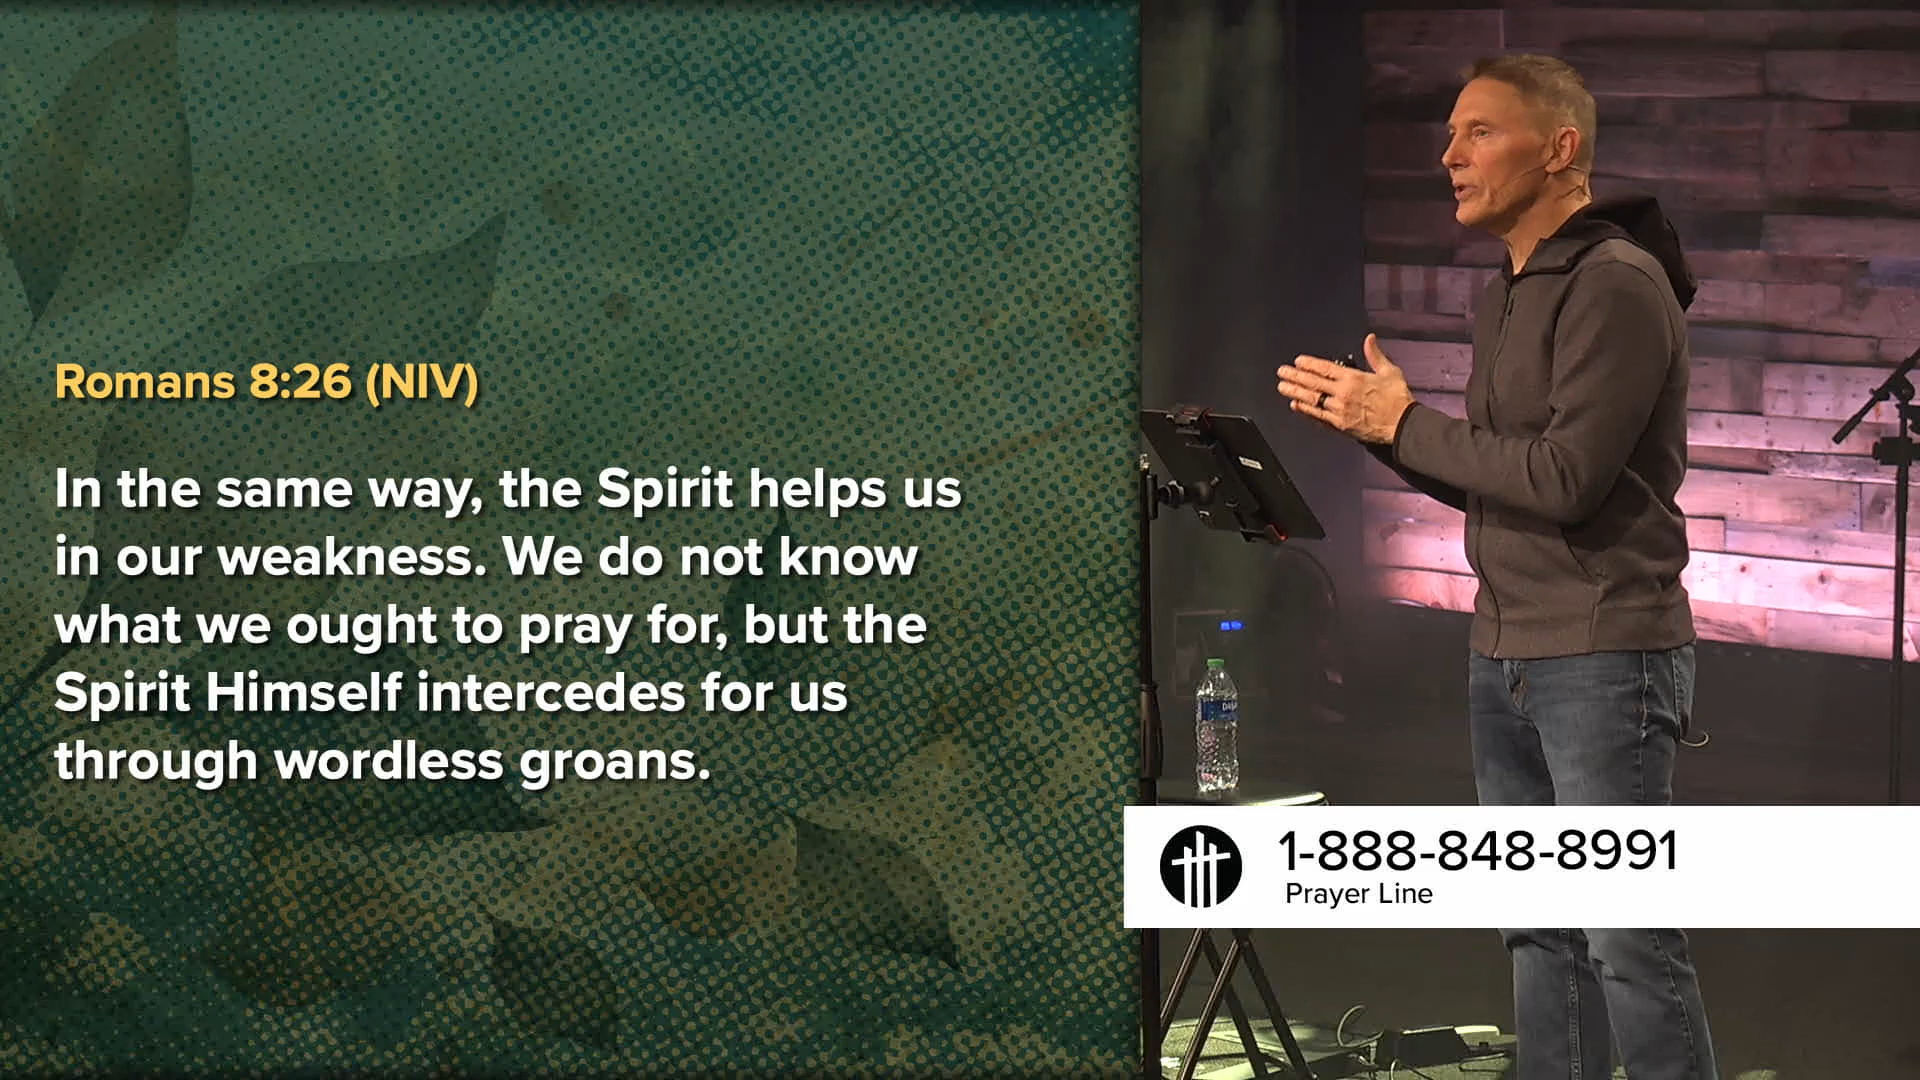 Romans 8:26 (NIV)
In the same way, the Spirit helps us
in our weakness. We do not know
what we ought to pray for, but the
Spirit Himself intercedes for us
through wordless groans.
1-888-848-8991
Prayer Line